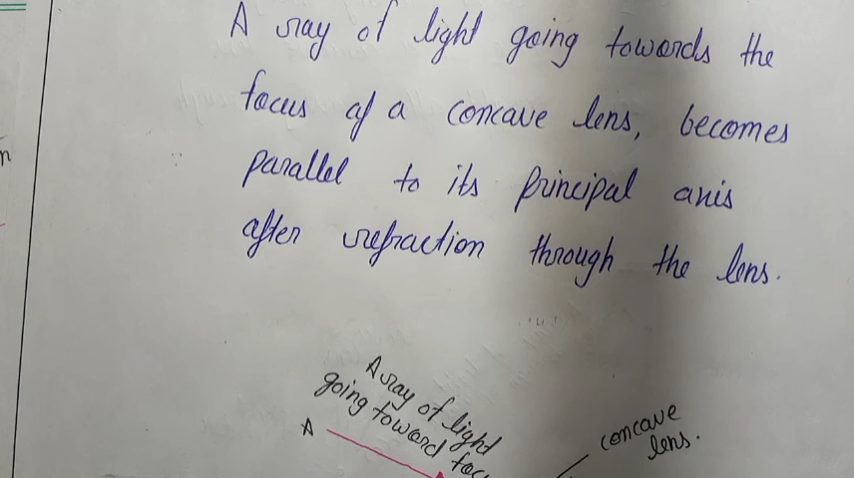 A ray of light going towards the
focus of a concave lens, becomes
parallel to its principal axis
after refraction through the lens.
A ray of light
going toward focu
A
concave
lens.
n